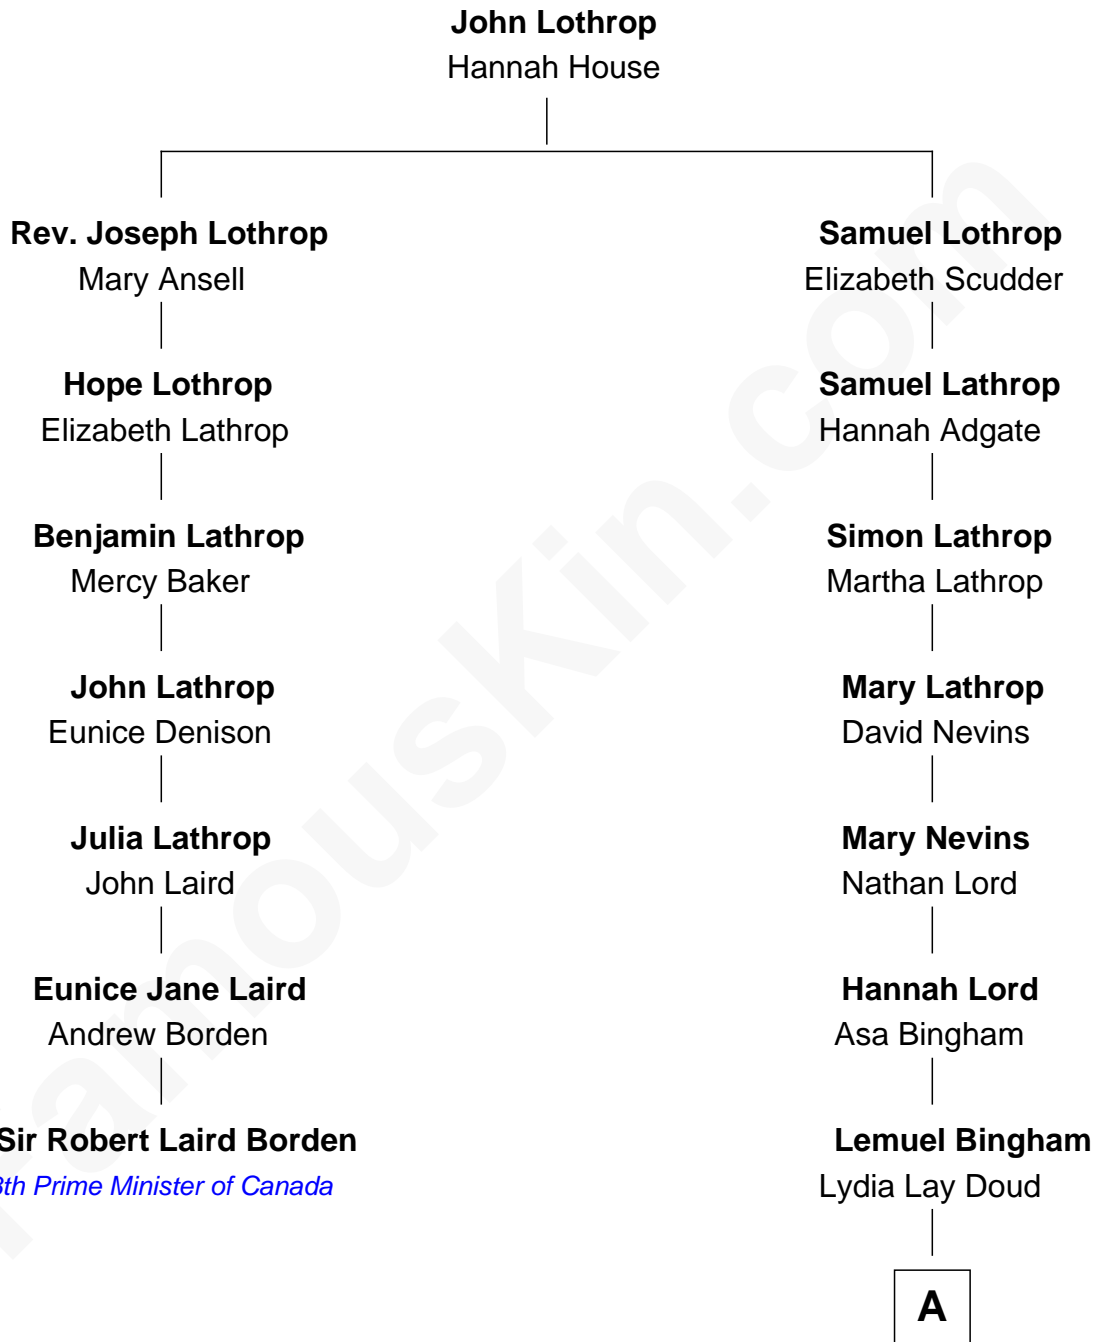 John Lothrop
Hannah House
Rev. Joseph Lothrop
Mary Ansell
Samuel Lothrop
Elizabeth Scudder
Hope Lothrop
Elizabeth Lathrop
Samuel Lathrop
Hannah Adgate
Benjamin Lathrop
Mercy Baker
Simon Lathrop
Martha Lathrop
John Lathrop
Eunice Denison
Mary Lathrop
David Nevins
Julia Lathrop
John Laird
Mary Nevins
Nathan Lord
Eunice Jane Laird
Andrew Borden
Hannah Lord
Asa Bingham
Sir Robert Laird Borden
8th Prime Minister of Canada
Lemuel Bingham
Lydia Lay Doud
A
FamousKin.com